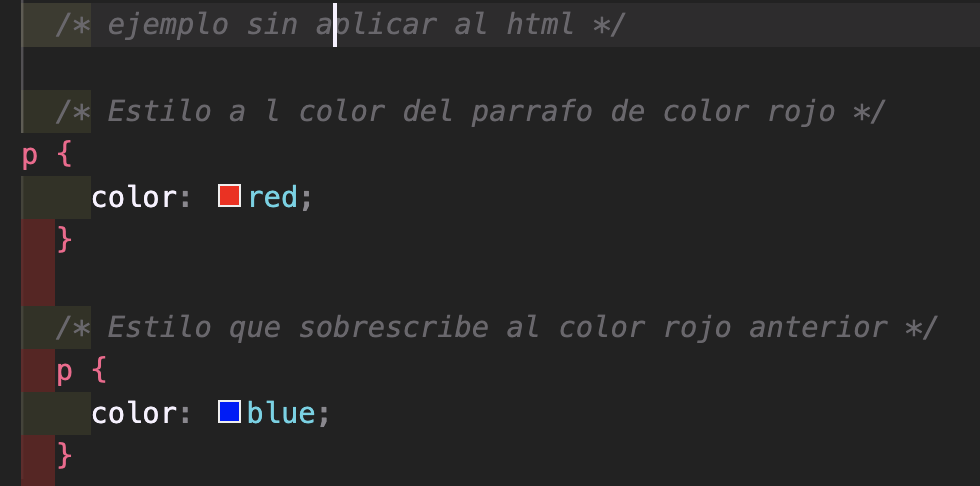 /* ejemplo sin aplicar al html */
/* Estilo a l color del parrafo de color rojo */
p {
color: red;
}
/* Estilo que sobrescribe al color rojo anterior */
p {
color: blue;
}